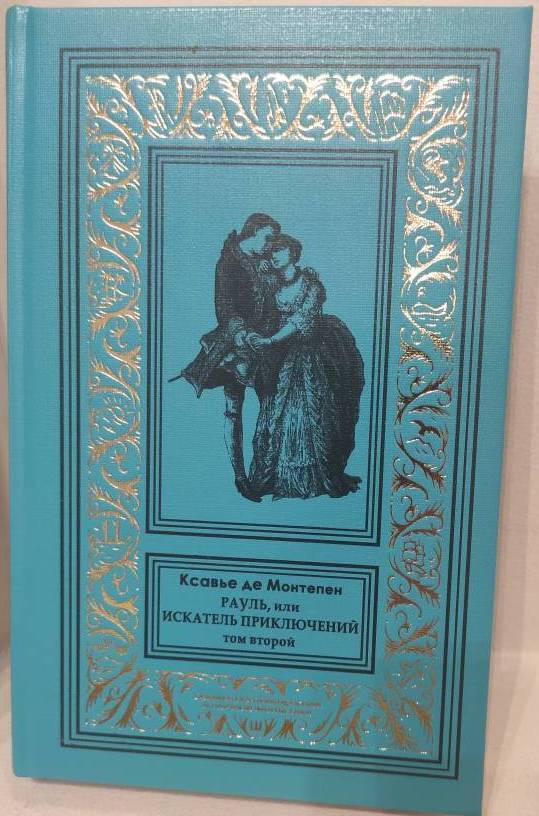 Ксавье де Монтепен
РАУЛЬ, или
ИСКАТЕЛЬ ПРИКЛЮЧЕНИЙ
том второй